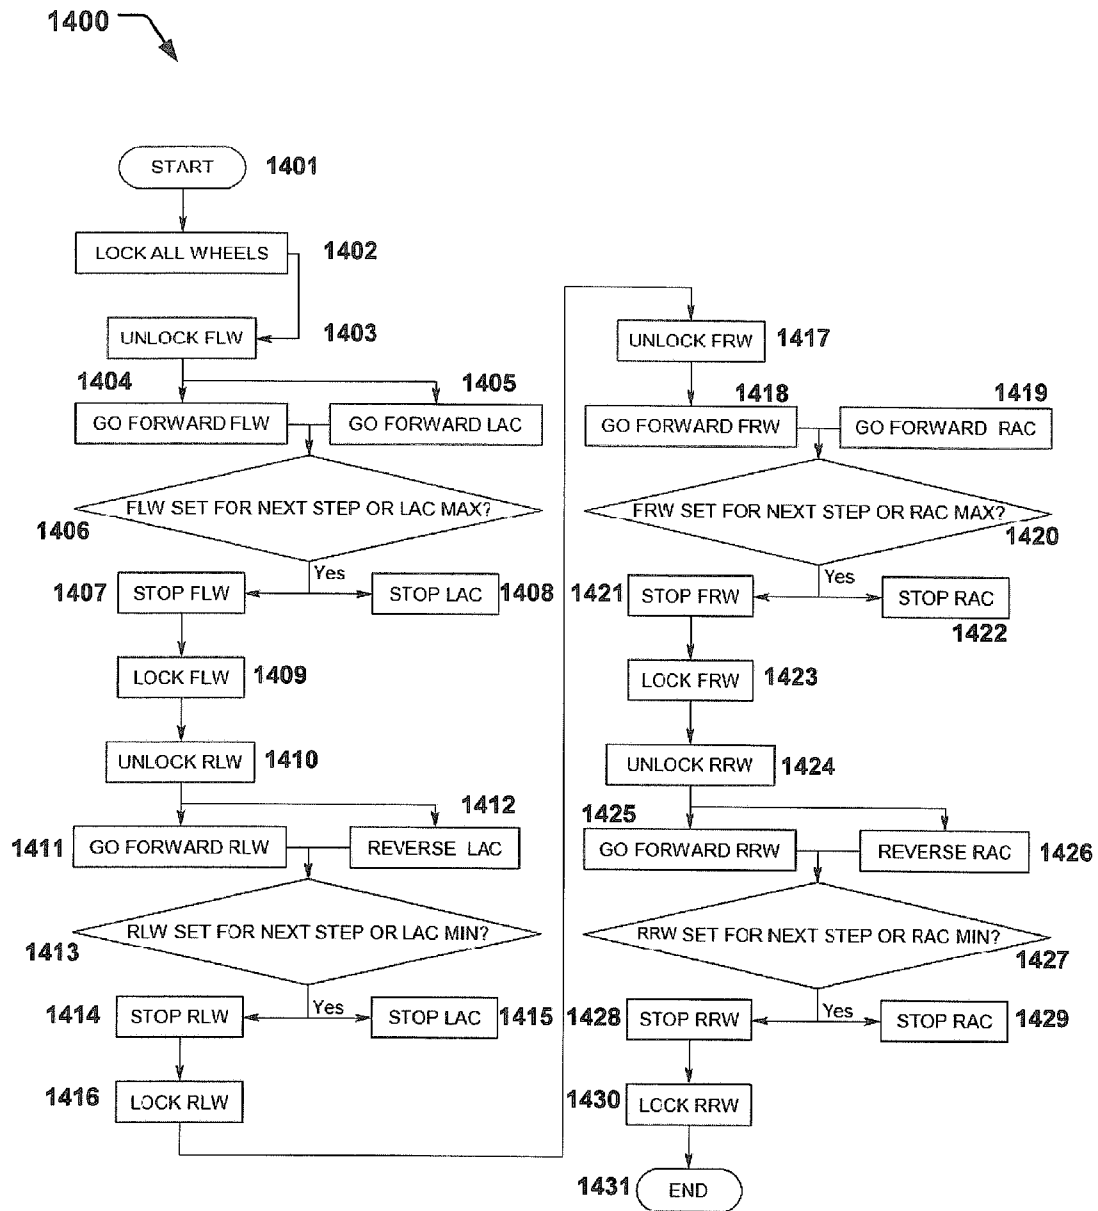 1400
START 1401
LOCK ALL WHEELS 1402
UNLOCK FLW 1403
1404 1405
GO FORWARD FLW GO FORWARD LAC
FLW SET FOR NEXT STEP OR LAC MAX?
1406
Yes
1407 STOP FLW STOP LAC 1408
LOCK FLW 1409
UNLOCK RLW 1410
1412
1411 GO FORWARD RLW REVERSE LAC
RLW SET FOR NEXT STEP OR LAC MIN?
1413
Yes
1414 STOP RLW STOP LAC 1415
1416 LOCK RLW
UNLOCK FRW 1417
1418 1419
GO FORWARD FRW GO FORWARD RAC
FRW SET FOR NEXT STEP OR RAC MAX?
1420
Yes
1421 STOP FRW STOP RAC
1422
LOCK FRW 1423
UNLOCK RRW 1424
1425
GO FORWARD RRW REVERSE RAC 1426
RRW SET FOR NEXT STEP OR RAC MIN?
1427
Yes
1428 STOP RRW STOP RAC 1429
1430 LOCK RRW
1431 END